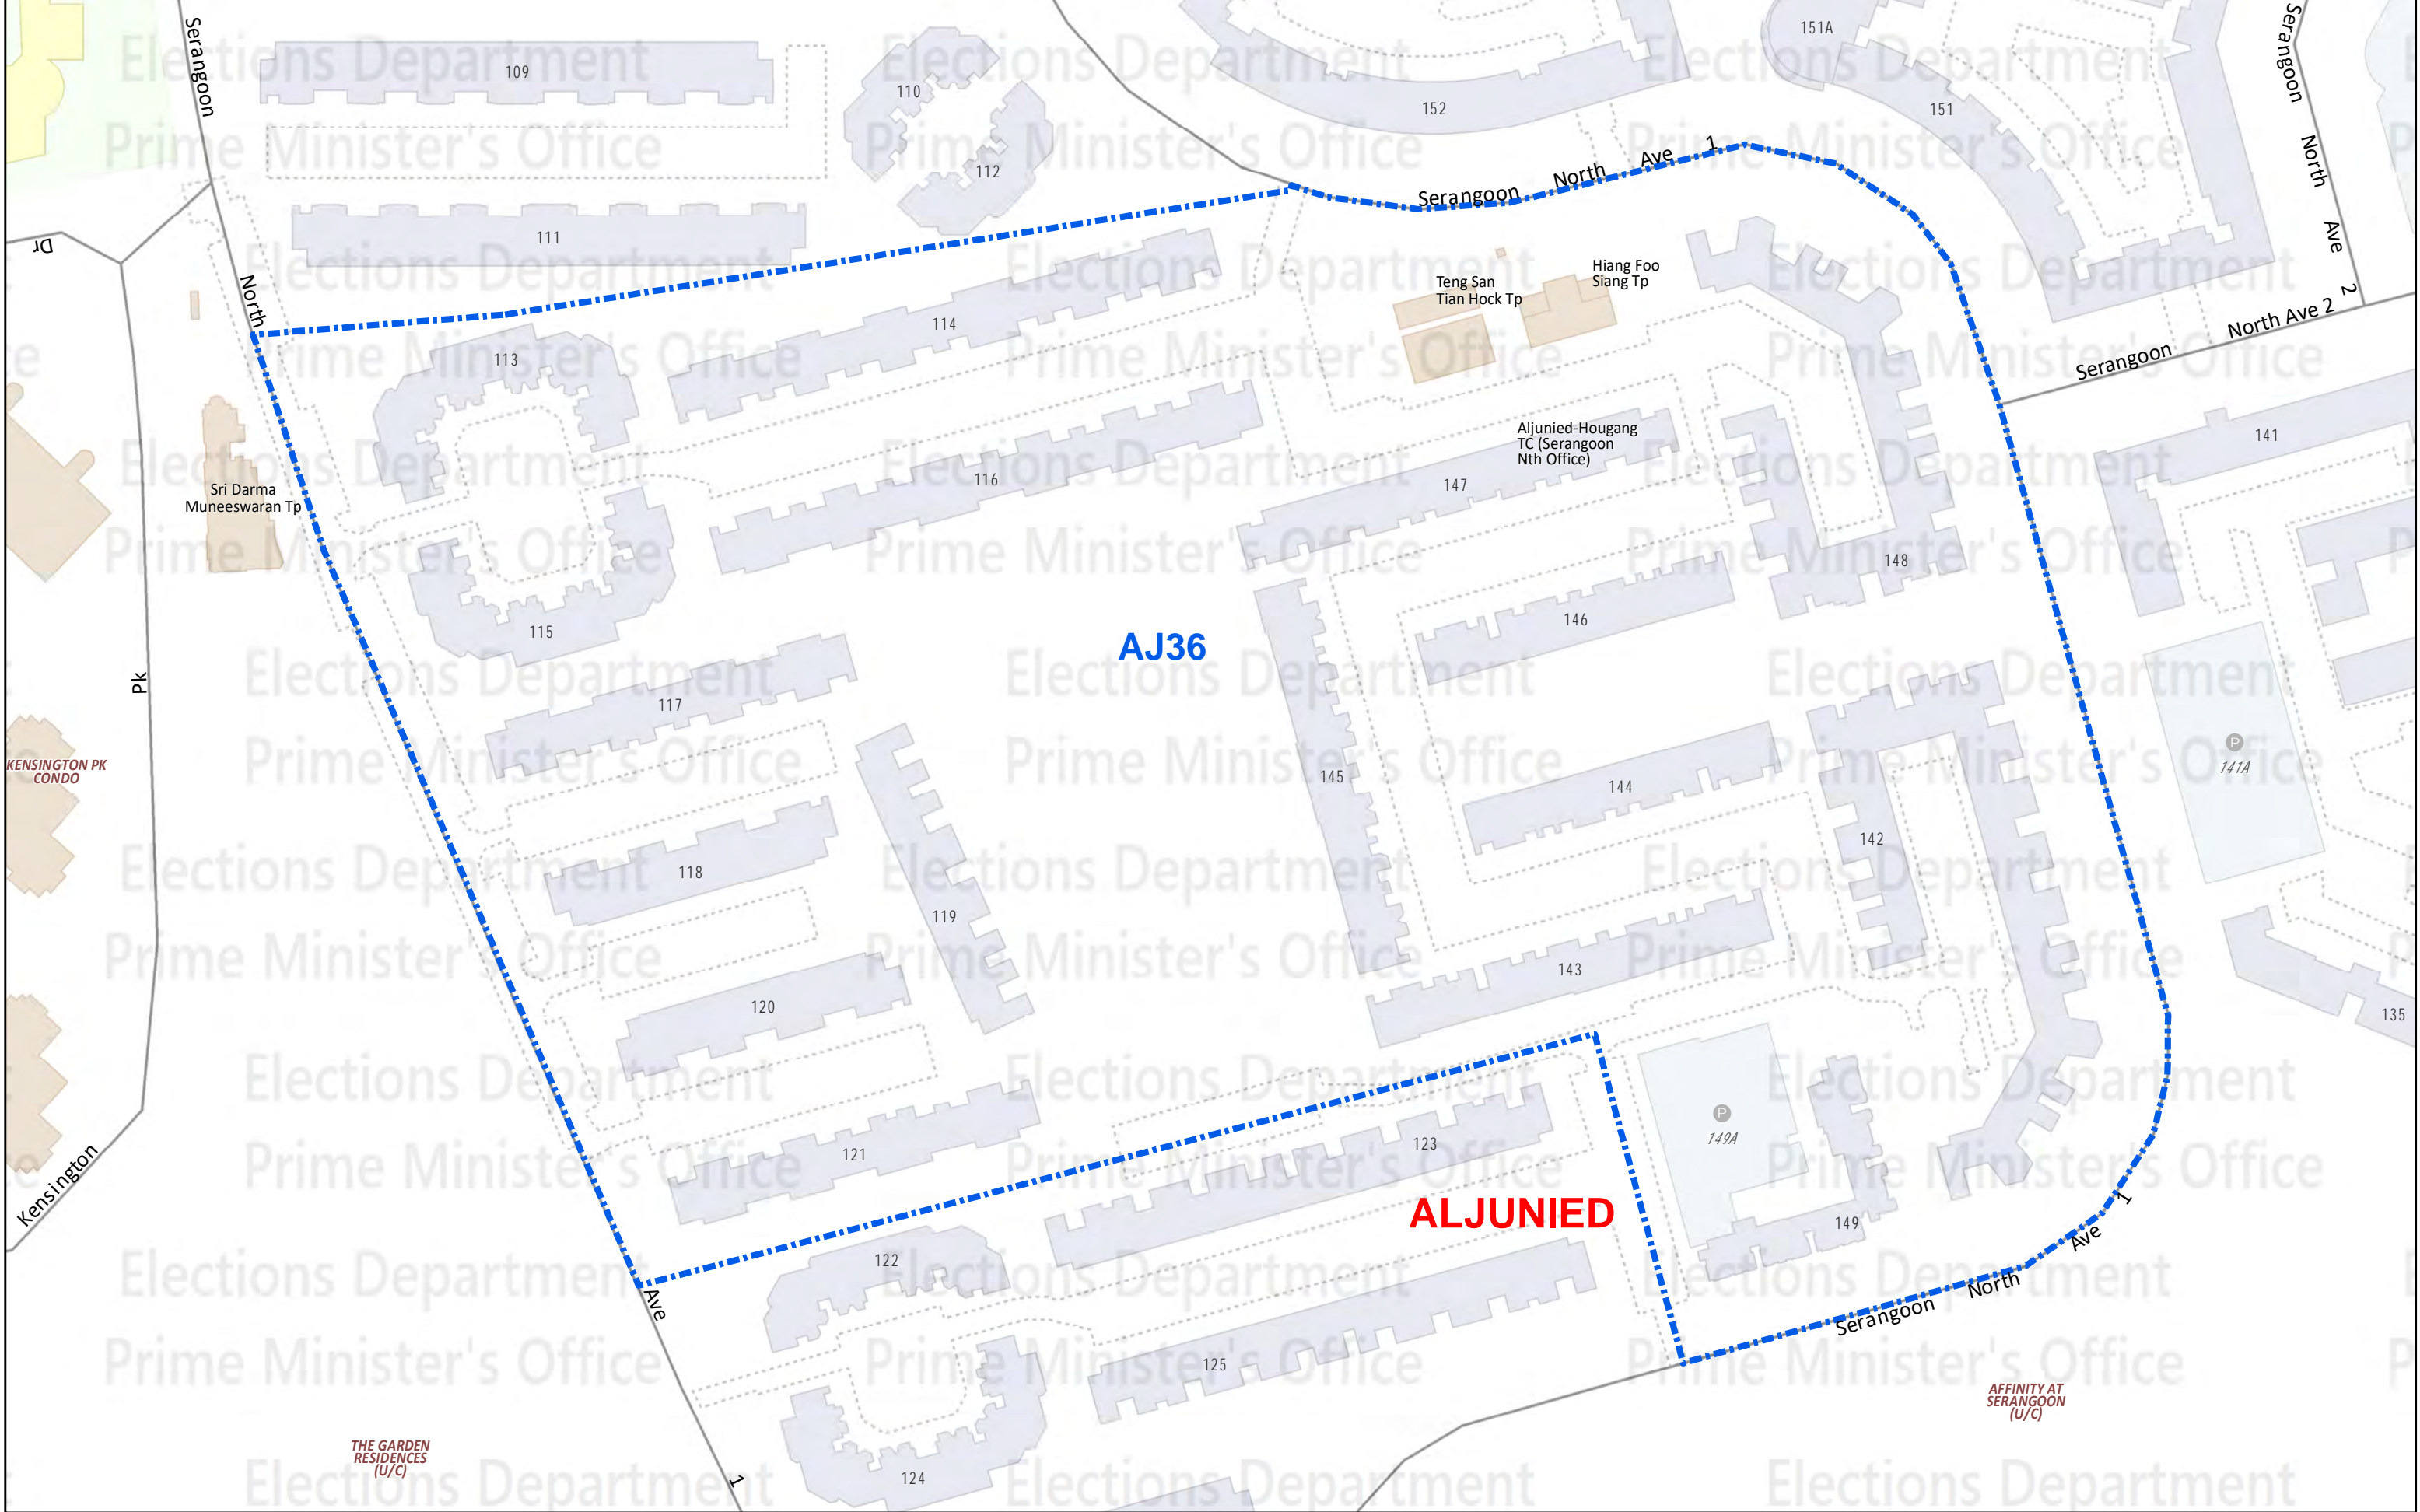 Serangoon
North
Ave
1
109
110
112
111
152
151A
151
Serangoon
North
Ave
2
Serangoon
North
Ave
1
Serangoon
North Ave 2
Dr
113
114
Teng San
Tian Hock Tp
Hiang Foo
Siang Tp
116
Aljunied-Hougang
TC (Serangoon
Nth Office)
147
148
141
Sri Darma
Muneeswaran Tp
115
146
AJ36
Pk
117
KENSINGTON PK
CONDO
145
144
142
P
141A
118
119
120
143
135
121
123
P
149A
Kensington
ALJUNIED
122
149
125
124
Serangoon
North
Ave
1
THE GARDEN
RESIDENCES
(U/C)
AFFINITY AT
SERANGOON
(U/C)
Elections Department
Prime Minister's Office